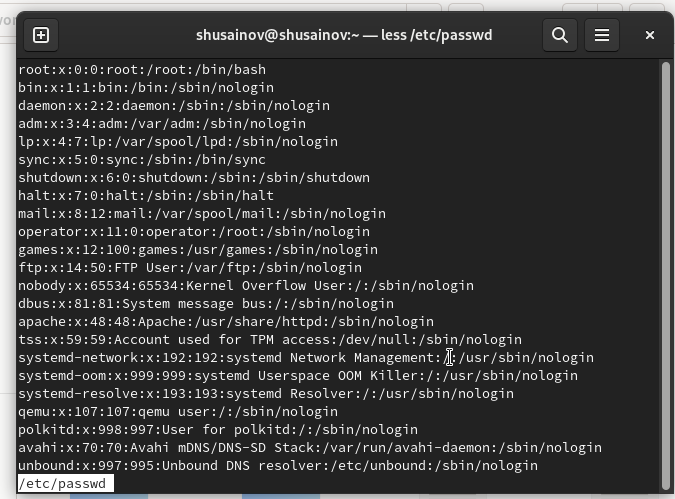 shusainov@shusainov:~ — less /etc/passwd
root:x:0:0:root:/root:/bin/bash
bin:x:1:1:bin:/bin:/sbin/nologin
daemon:x:2:2:daemon:/sbin:/sbin/nologin
adm:x:3:4:adm:/var/adm:/sbin/nologin
lp:x:4:7:lp:/var/spool/lpd:/sbin/nologin
sync:x:5:0:sync:/sbin:/bin/sync
shutdown:x:6:0:shutdown:/sbin:/sbin/shutdown
halt:x:7:0:halt:/sbin:/sbin/halt
mail:x:8:12:mail:/var/spool/mail:/sbin/nologin
operator:x:11:0:operator:/root:/sbin/nologin
games:x:12:100:games:/usr/games:/sbin/nologin
ftp:x:14:50:FTP User:/var/ftp:/sbin/nologin
nobody:x:65534:65534:Kernel Overflow User:/:/sbin/nologin
dbus:x:81:81:System message bus:/:/sbin/nologin
apache:x:48:48:Apache:/usr/share/httpd:/sbin/nologin
tss:x:59:59:Account used for TPM access:/dev/null:/sbin/nologin
systemd-network:x:192:192:systemd Network Management:/:/usr/sbin/nologin
systemd-oom:x:999:999:systemd Userspace OOM Killer:/:/usr/sbin/nologin
systemd-resolve:x:193:193:systemd Resolver:/:/usr/sbin/nologin
qemu:x:107:107:qemu user:/:/sbin/nologin
polkitd:x:998:997:User for polkitd:/:/sbin/nologin
avahi:x:70:70:Avahi mDNS/DNS-SD Stack:/var/run/avahi-daemon:/sbin/nologin
unbound:x:997:995:Unbound DNS resolver:/etc/unbound:/sbin/nologin
/etc/passwd